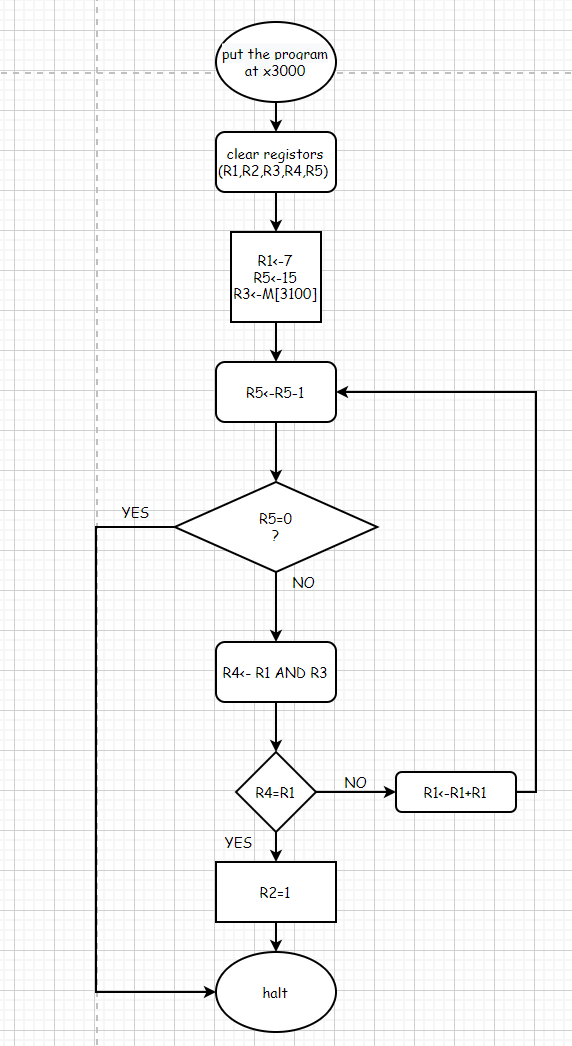 put the program
at x3000
clear registors
(R1,R2,R3,R4,R5)
R1<-7
R5<-15
R3<-M[3100]
R5<-R5-1
YES
R5=0
?
NO
R4<- R1 AND R3
R4=R1
NO
R1<-R1+R1
YES
R2=1
halt